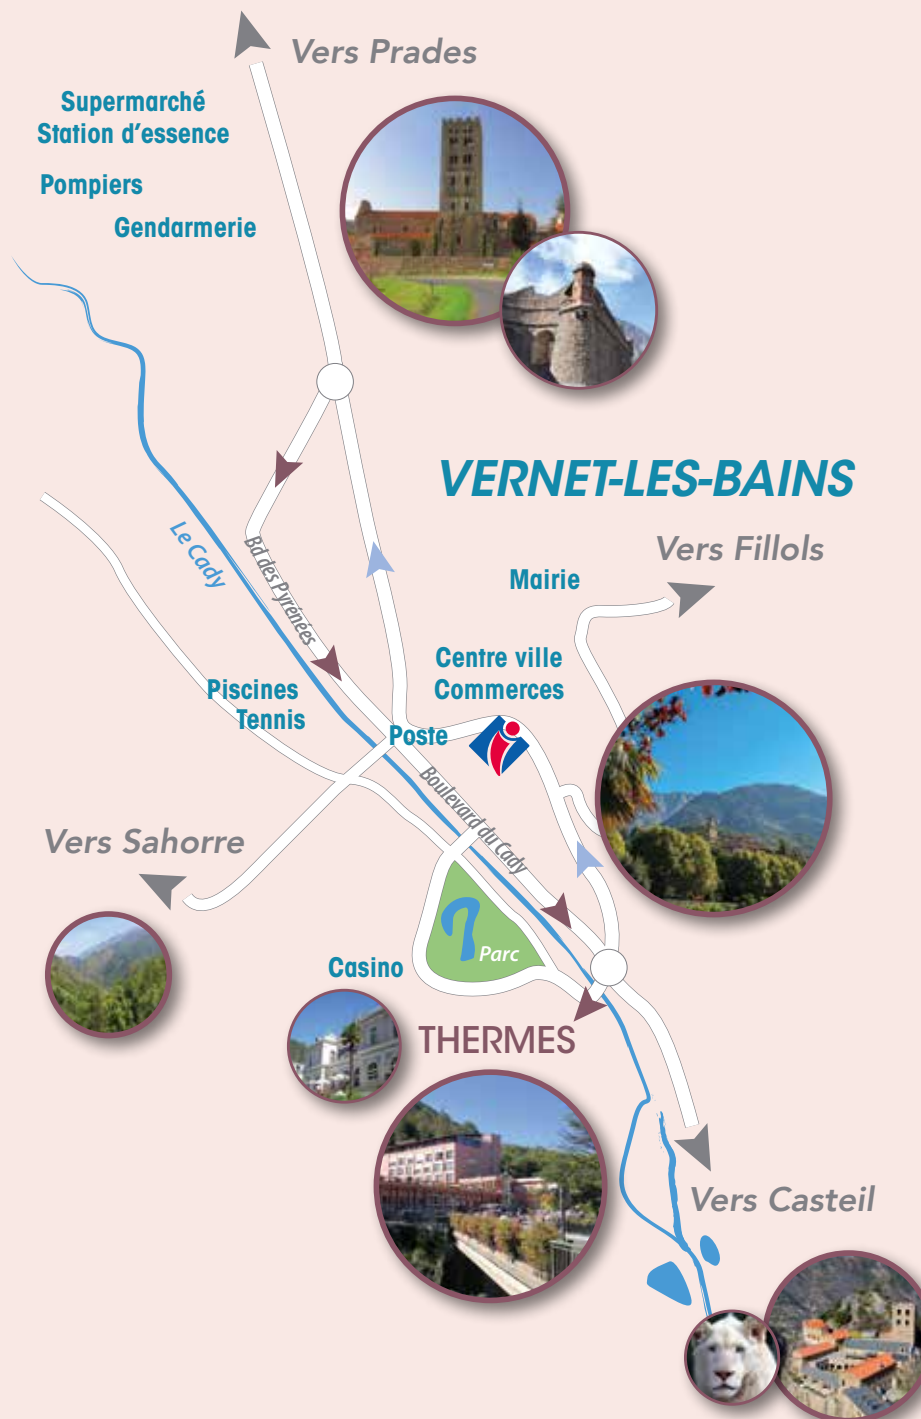 Vers Prades
Supermarché
Station d'essence
Pompiers
Gendarmerie
VERNET-LES-BAINS
Le Cady
Bd des Pyrénées
Vers Fillols
Mairie
Centre ville
Commerces
Piscines
Tennis
Poste
Boulevard du Cady
Vers Sahorre
Parc
Casino
THERMES
Vers Casteil